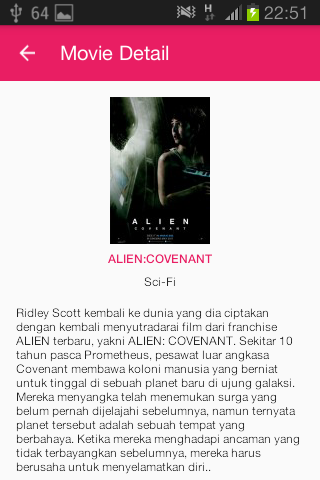 64 H 22:51
Movie Detail
ALIEN
COVENANT
ALIEN:COVENANT
Sci-Fi
Ridley Scott kembali ke dunia yang dia ciptakan
dengan kembali menyutradarai film dari franchise
ALIEN terbaru, yakni ALIEN: COVENANT. Sekitar 10
tahun pasca Prometheus, pesawat luar angkasa
Covenant membawa koloni manusia yang berniat
untuk tinggal di sebuah planet baru di ujung galaksi.
Mereka menyangka telah menemukan surga yang
belum pernah dijelajahi sebelumnya, namun ternyata
planet tersebut adalah sebuah tempat yang
berbahaya. Ketika mereka menghadapi ancaman yang
tidak terbayangkan sebelumnya, mereka harus
berusaha untuk menyelamatkan diri..